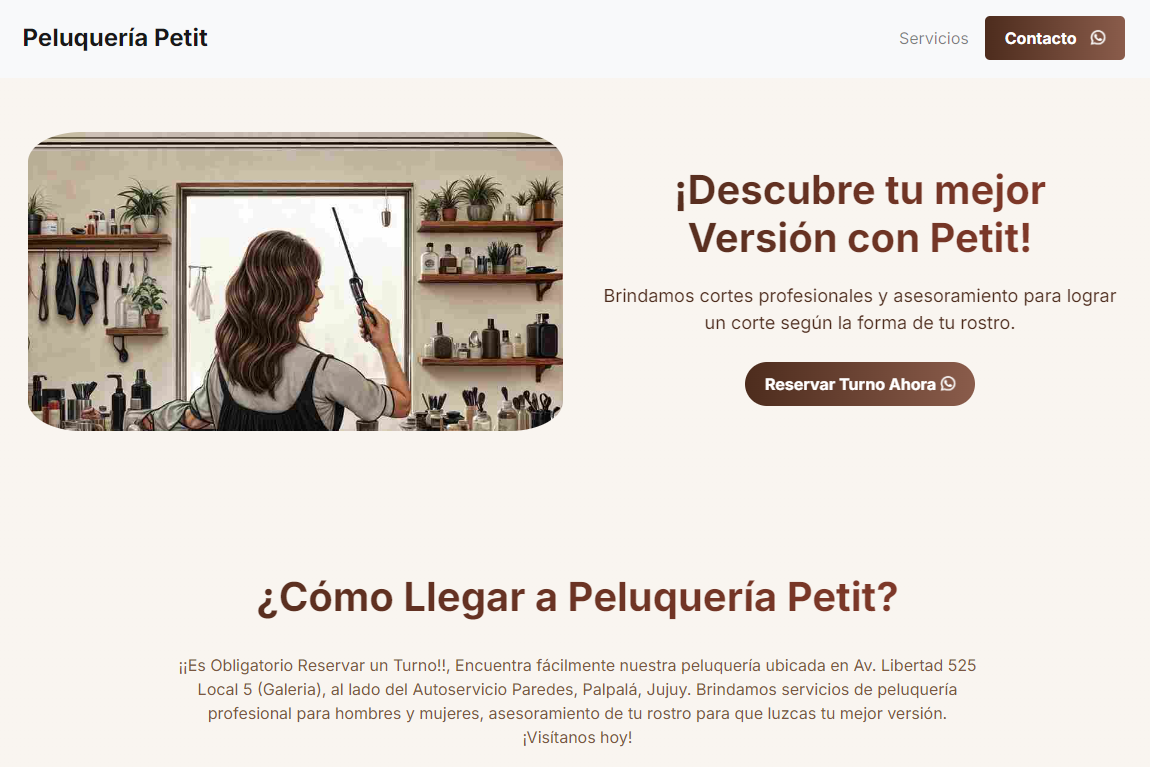 Peluquería Petit
Servicios
Contacto
¡Descubre tu mejor
Versión con Petit!
Brindamos cortes profesionales y asesoramiento para lograr
un corte según la forma de tu rostro.
Reservar Turno Ahora
¿Cómo Llegar a Peluquería Petit?
¡¡Es Obligatorio Reservar un Turno!!, Encuentra fácilmente nuestra peluquería ubicada en Av. Libertad 525
Local 5 (Galeria), al lado del Autoservicio Paredes, Palpalá, Jujuy. Brindamos servicios de peluquería
profesional para hombres y mujeres, asesoramiento de tu rostro para que luzcas tu mejor versión.
¡Visítanos hoy!